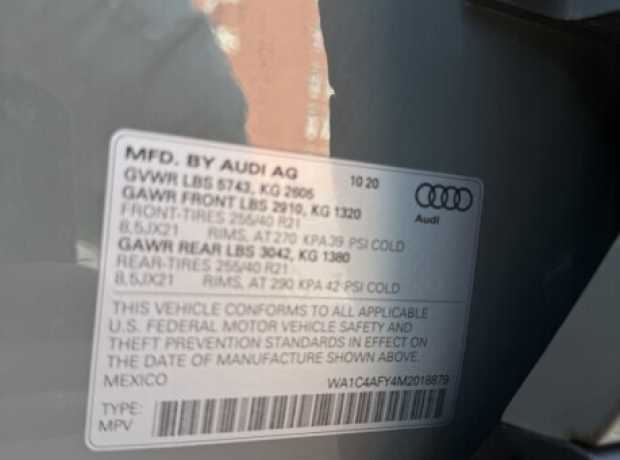 MFD. BY AUDI AG 10 20
GVWR LBS 5743, KG 2605
GAWR FRONT LBS 2910, KG 1320
FRONT-TIRES 255/40 R21
8,5JX21 RIMS, AT 270 KPA 39 PSI COLD
GAWR REAR LBS 3042, KG 1380
REAR-TIRES 255/40 R21
8,5JX21 RIMS, AT 290 KPA 42 PSI COLD
Audi
THIS VEHICLE CONFORMS TO ALL APPLICABLE
U.S. FEDERAL MOTOR VEHICLE SAFETY AND
THEFT PREVENTION STANDARDS IN EFFECT ON
THE DATE OF MANUFACTURE SHOWN ABOVE.
MEXICO WA1C4AFY4M2018879
TYPE:
MPV